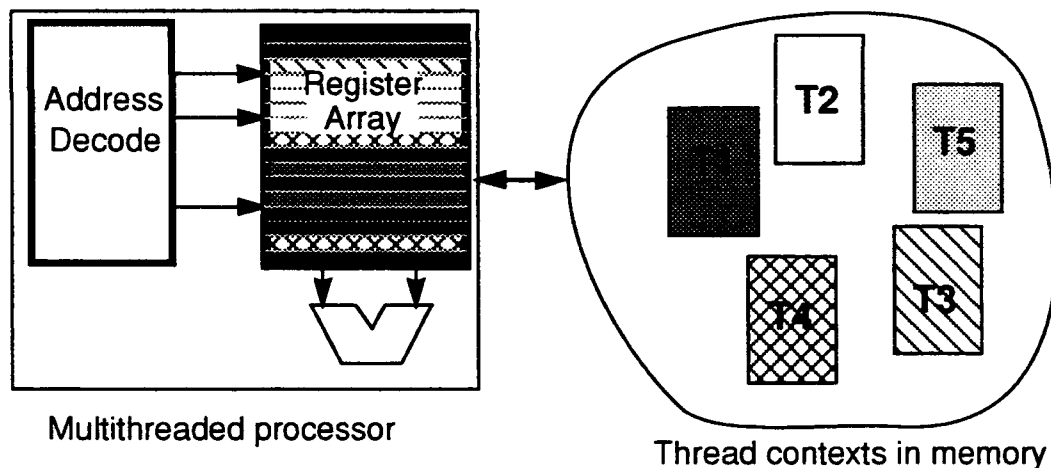 Address
Decode
Register
Array
T2
T5
T4
T3
Multithreaded processor
Thread contexts in memory